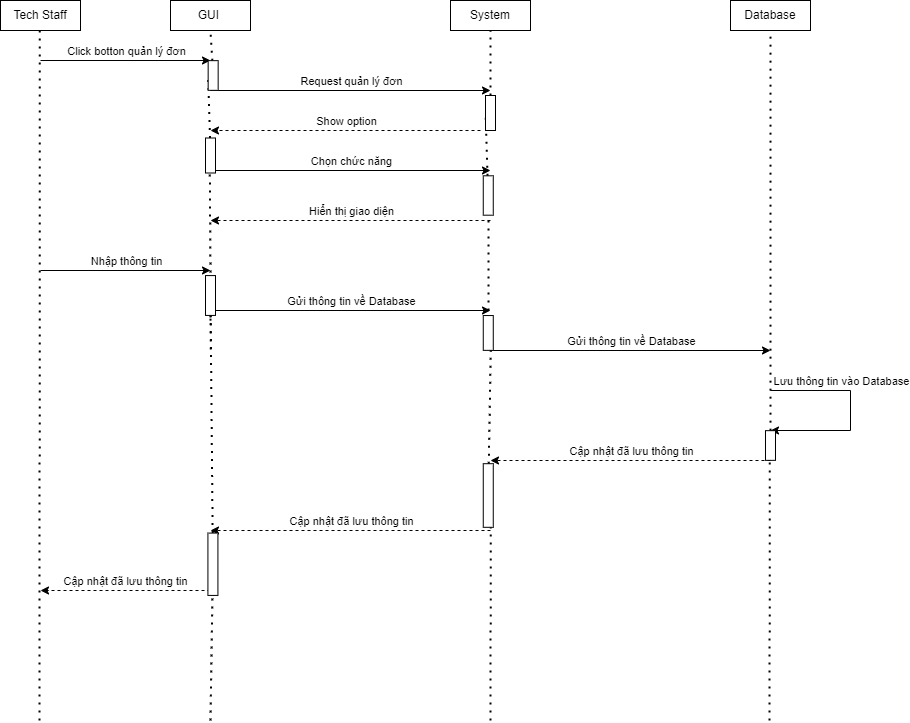 Tech Staff
GUI
System
Database
Click botton quản lý đơn
Request quản lý đơn
Show option
Chọn chức năng
Hiển thị giao diện
Nhập thông tin
Gửi thông tin về Database
Gửi thông tin về Database
Lưu thông tin vào Database
Cập nhật đã lưu thông tin
Cập nhật đã lưu thông tin
Cập nhật đã lưu thông tin